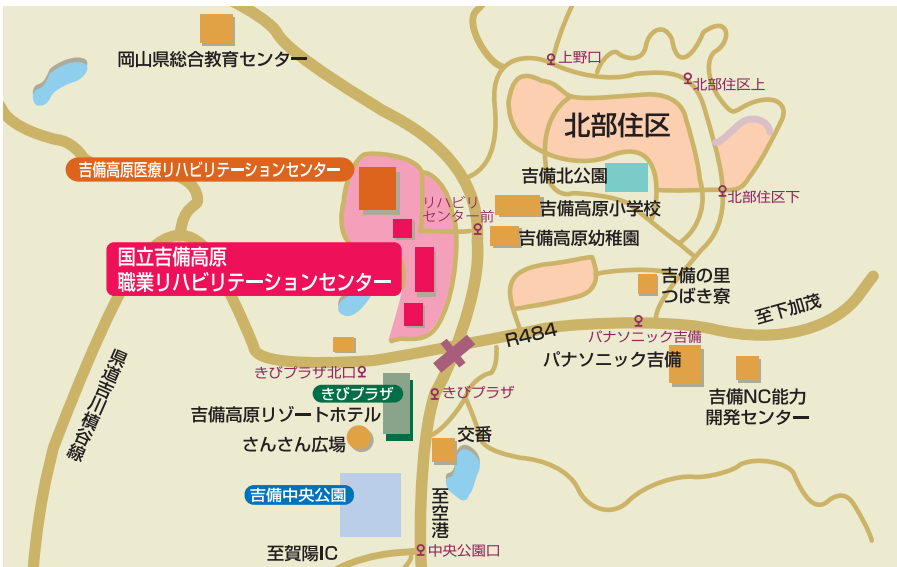 岡山県総合教育センター
上野口
北部住区上
北部住区
吉備高原医療リハビリテーションセンター
吉備北公園
北部住区下
リハビリ
センター前
吉備高原小学校
吉備高原幼稚園
国立吉備高原
職業リハビリテーションセンター
吉備の里
つばき寮
至下加茂
R484
パナソニック吉備
パナソニック吉備
県道吉川槙谷線
きびプラザ北口
きびプラザ
きびプラザ
吉備NC能力
開発センター
吉備高原リゾートホテル
さんさん広場
交番
吉備中央公園
至空港
至賀陽IC
中央公園口